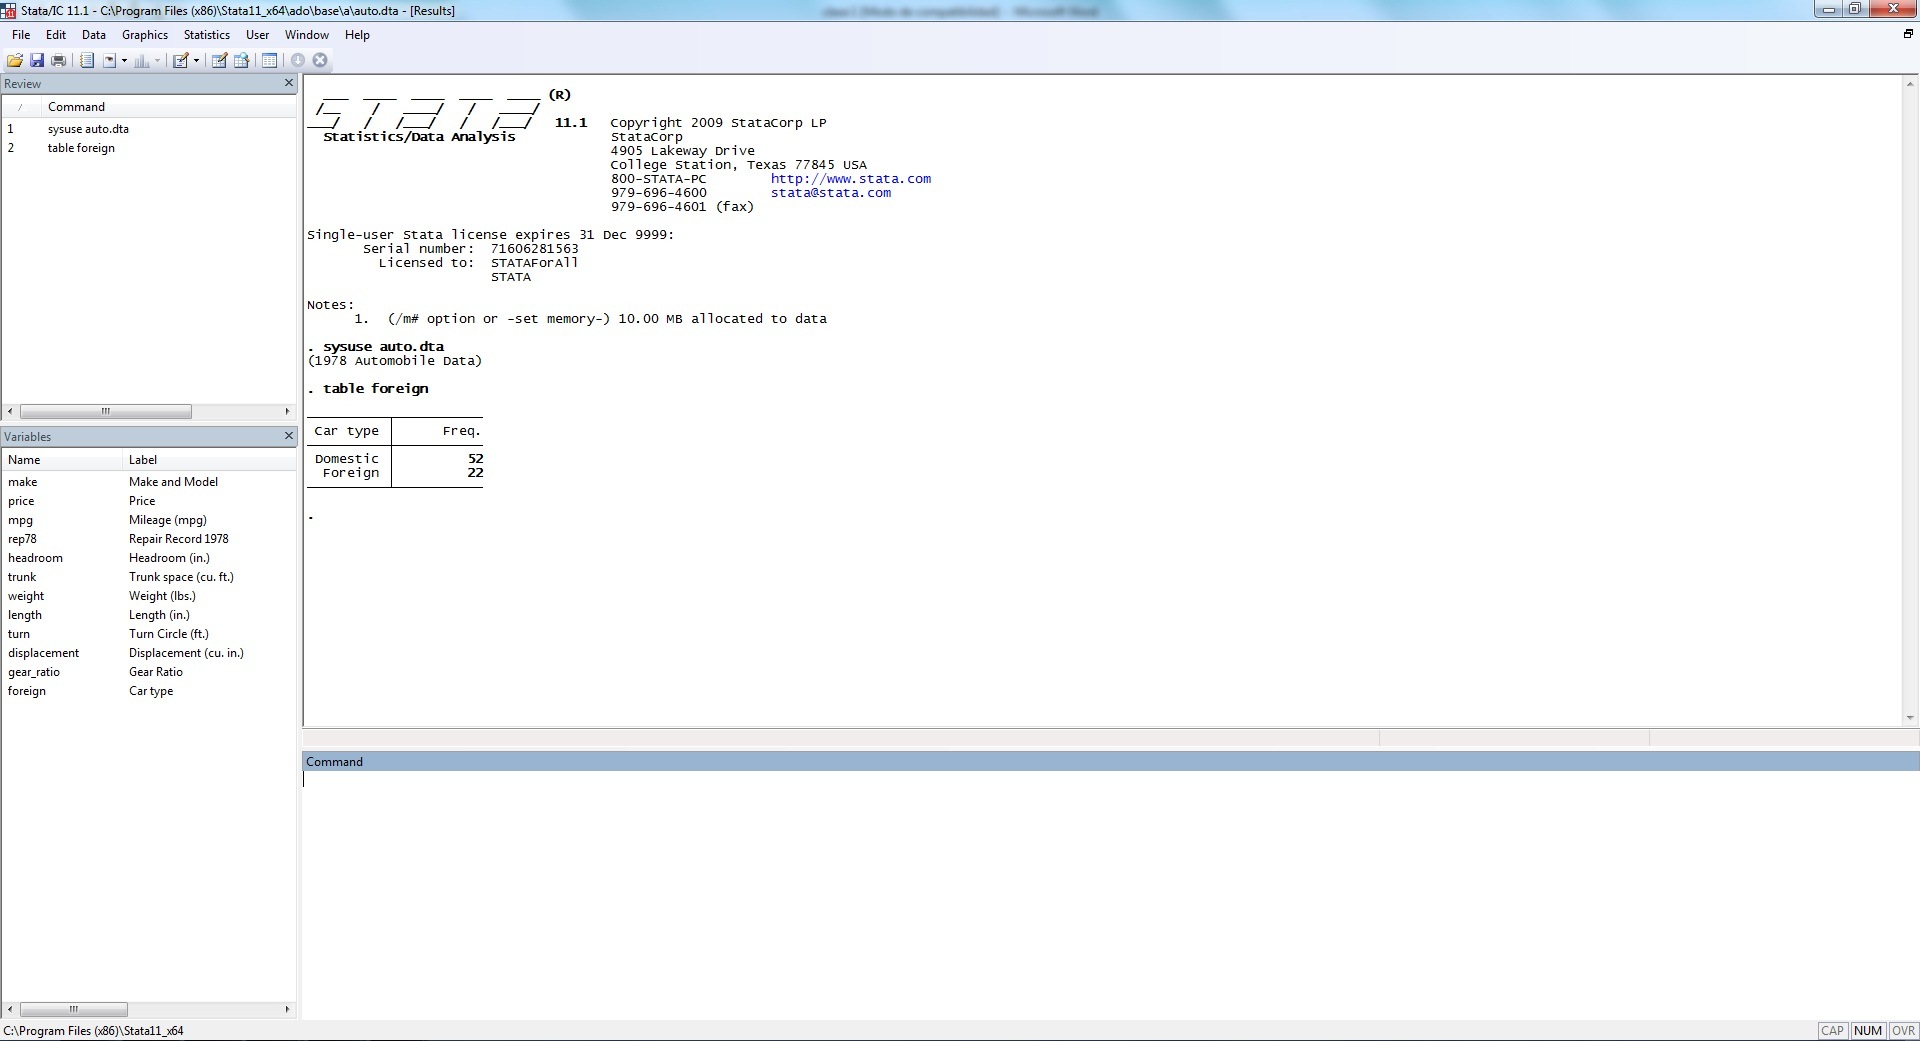 Stata/IC 11.1 - C:\Program Files (x86)\Stata11_x64\ado\base\a\auto.dta - [Results]
File Edit Data Graphics Statistics User Window Help
Review
Command
1 sysuse auto.dta
2 table foreign
Variables
Name Label
make Make and Model
price Price
mpg Mileage (mpg)
rep78 Repair Record 1978
headroom Headroom (in.)
trunk Trunk space (cu. ft.)
weight Weight (lbs.)
length Length (in.)
turn Turn Circle (ft.)
displacement Displacement (cu. in.)
gear_ratio Gear Ratio
foreign Car type
STATA (R)
11.1 Copyright 2009 StataCorp LP
Statistics/Data Analysis StataCorp
4905 Lakeway Drive
College Station, Texas 77845 USA
800-STATA-PC http://www.stata.com
979-696-4600 stata@stata.com
979-696-4601 (fax)
Single-user Stata license expires 31 Dec 9999:
Serial number: 71606281563
Licensed to: STATAForAll
STATA
Notes:
1. (/m# option or -set memory-) 10.00 MB allocated to data
. sysuse auto.dta
(1978 Automobile Data)
. table foreign
Car type Freq.
Domestic 52
Foreign 22
.
Command
C:\Program Files (x86)\Stata11_x64
CAP NUM OVR